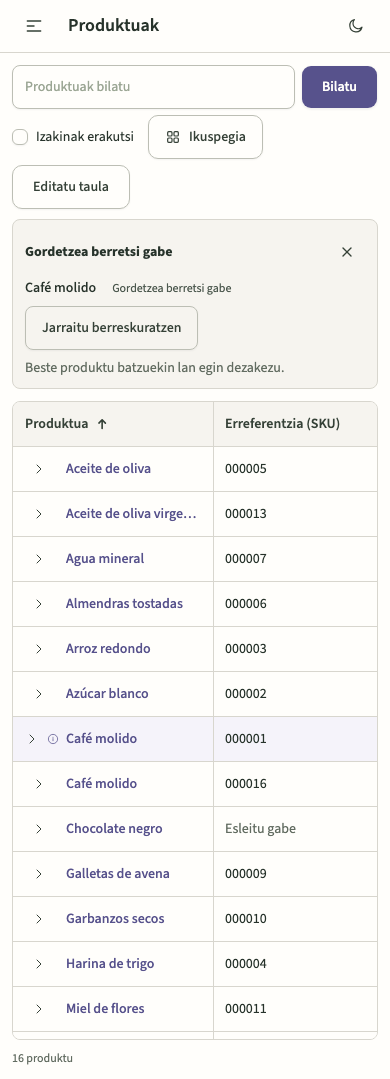 Produktuak
Produktuak bilatu
Bilatu
Izakinak erakutsi
Ikuspegia
Editatu taula
Gordetzea berretsi gabe
Café molido Gordetzea berretsi gabe
Jarraitu berreskuratzen
Beste produktu batzuekin lan egin dezakezu.
Produktua Erreferentzia (SKU)
Aceite de oliva 000005
Aceite de oliva virge... 000013
Agua mineral 000007
Almendras tostadas 000006
Arroz redondo 000003
Azúcar blanco 000002
Café molido 000001
Café molido 000016
Chocolate negro Esleitu gabe
Galletas de avena 000009
Garbanzos secos 000010
Harina de trigo 000004
Miel de flores 000011
16 produktu